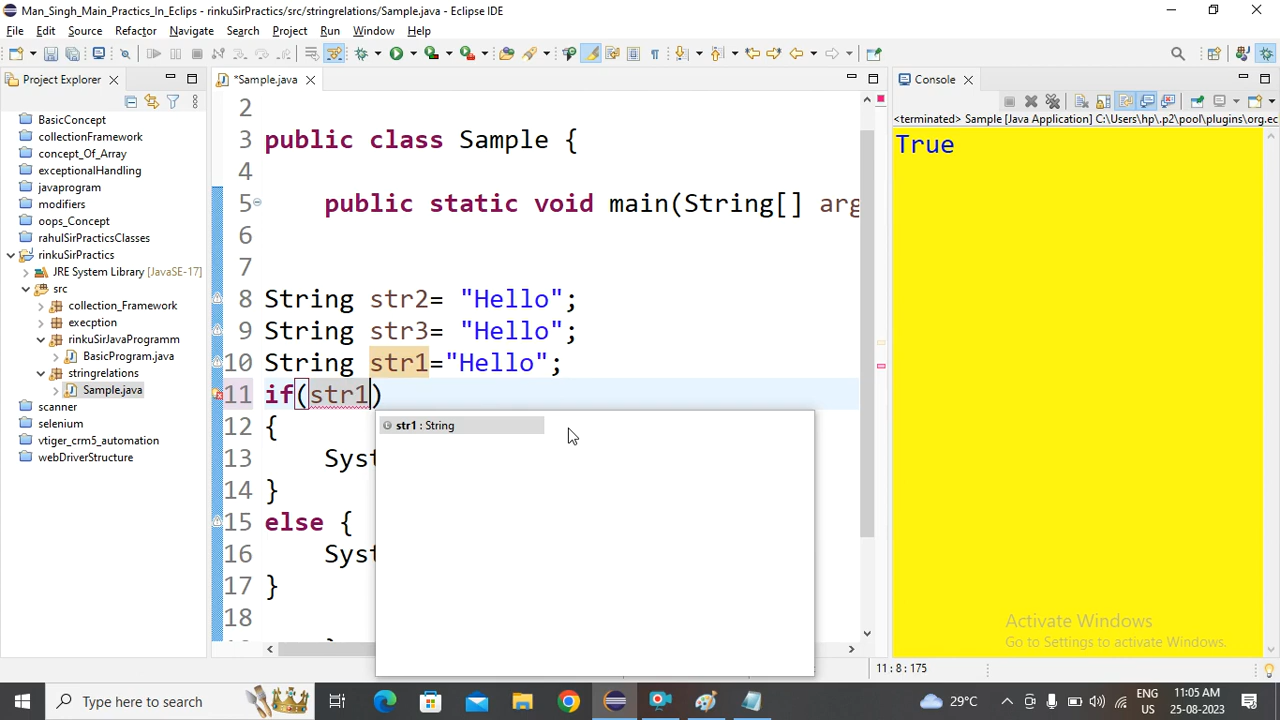 Man_Singh_Main_Practics_In_Eclips - rinkuSirPractics/src/stringrelations/Sample.java - Eclipse IDE
File Edit Source Refactor Navigate Search Project Run Window Help
Project Explorer
*Sample.java
Console
<terminated> Sample [Java Application] C:\Users\hp\.p2\pool\plugins\org.ec
True
BasicConcept
collectionFramework
concept_Of_Array
exceptionalHandling
javaprogram
modifiers
oops_Concept
rahulSirPracticsClasses
rinkuSirPractics
JRE System Library [JavaSE-17]
src
collection_Framework
execption
rinkuSirJavaProgramm
BasicProgram.java
stringrelations
Sample.java
scanner
selenium
vtiger_crm5_automation
webDriverStructure
2
3 public class Sample {
4
5 public static void main(String[] arg
6
7
8 String str2= "Hello";
9 String str3= "Hello";
10 String str1="Hello";
11 if(str1)
12 {
13 Syst
14 }
15 else {
16 Syst
17 }
18
str1 : String
Activate Windows
Go to Settings to activate Windows.
11 : 8 : 175
Type here to search
29°C
ENG
US
11:05 AM
25-08-2023